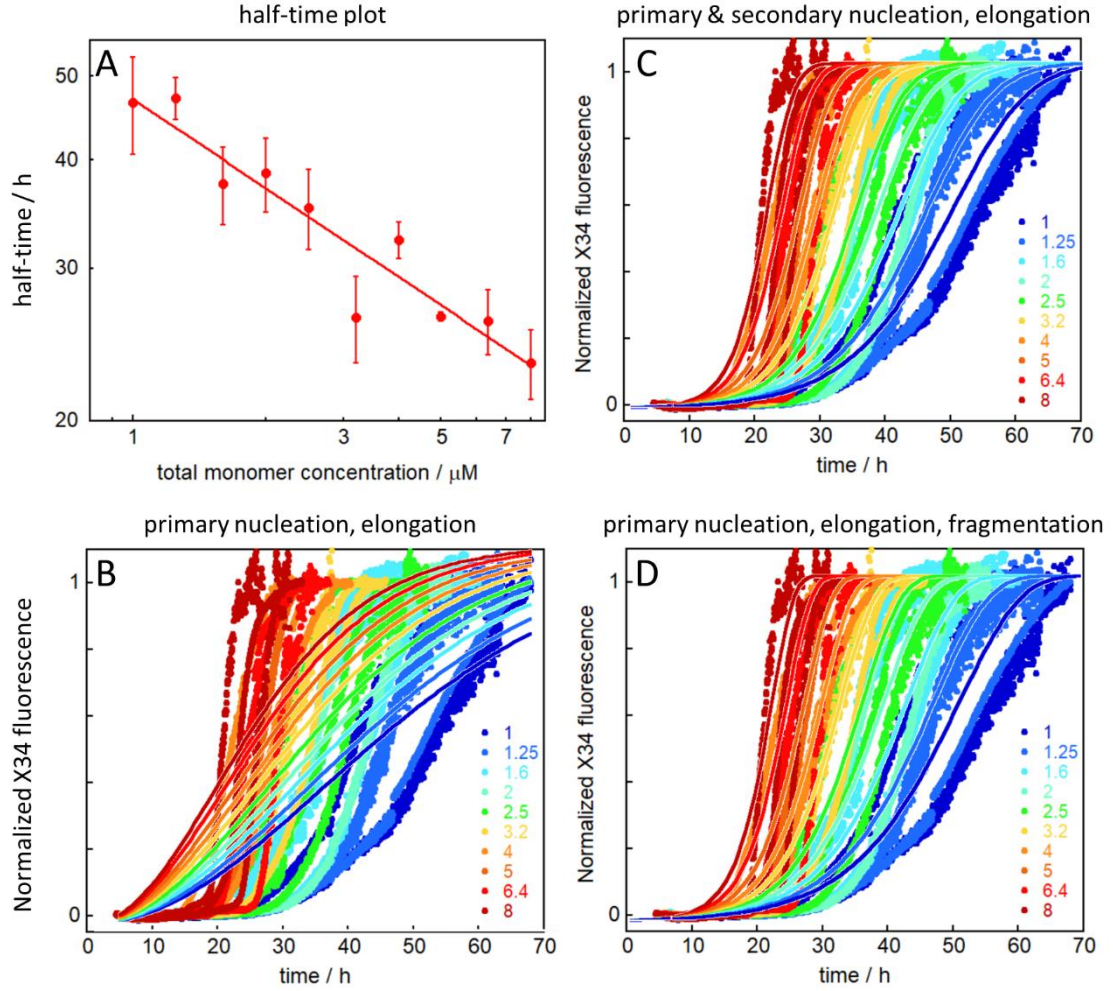 half-time plot
A
50
40
30
20
half-time / h
1
3
5
7
total monomer concentration / μM
primary & secondary nucleation, elongation
C
1
0
Normalized X34 fluorescence
1
1.25
1.6
2
2.5
3.2
4
5
6.4
8
0 10 20 30 40 50 60 70
time / h
primary nucleation, elongation
B
1
0
Normalized X34 fluorescence
1
1.25
1.6
2
2.5
3.2
4
5
6.4
8
0 10 20 30 40 50 60 70
time / h
primary nucleation, elongation, fragmentation
D
1
0
Normalized X34 fluorescence
1
1.25
1.6
2
2.5
3.2
4
5
6.4
8
0 10 20 30 40 50 60 70
time / h